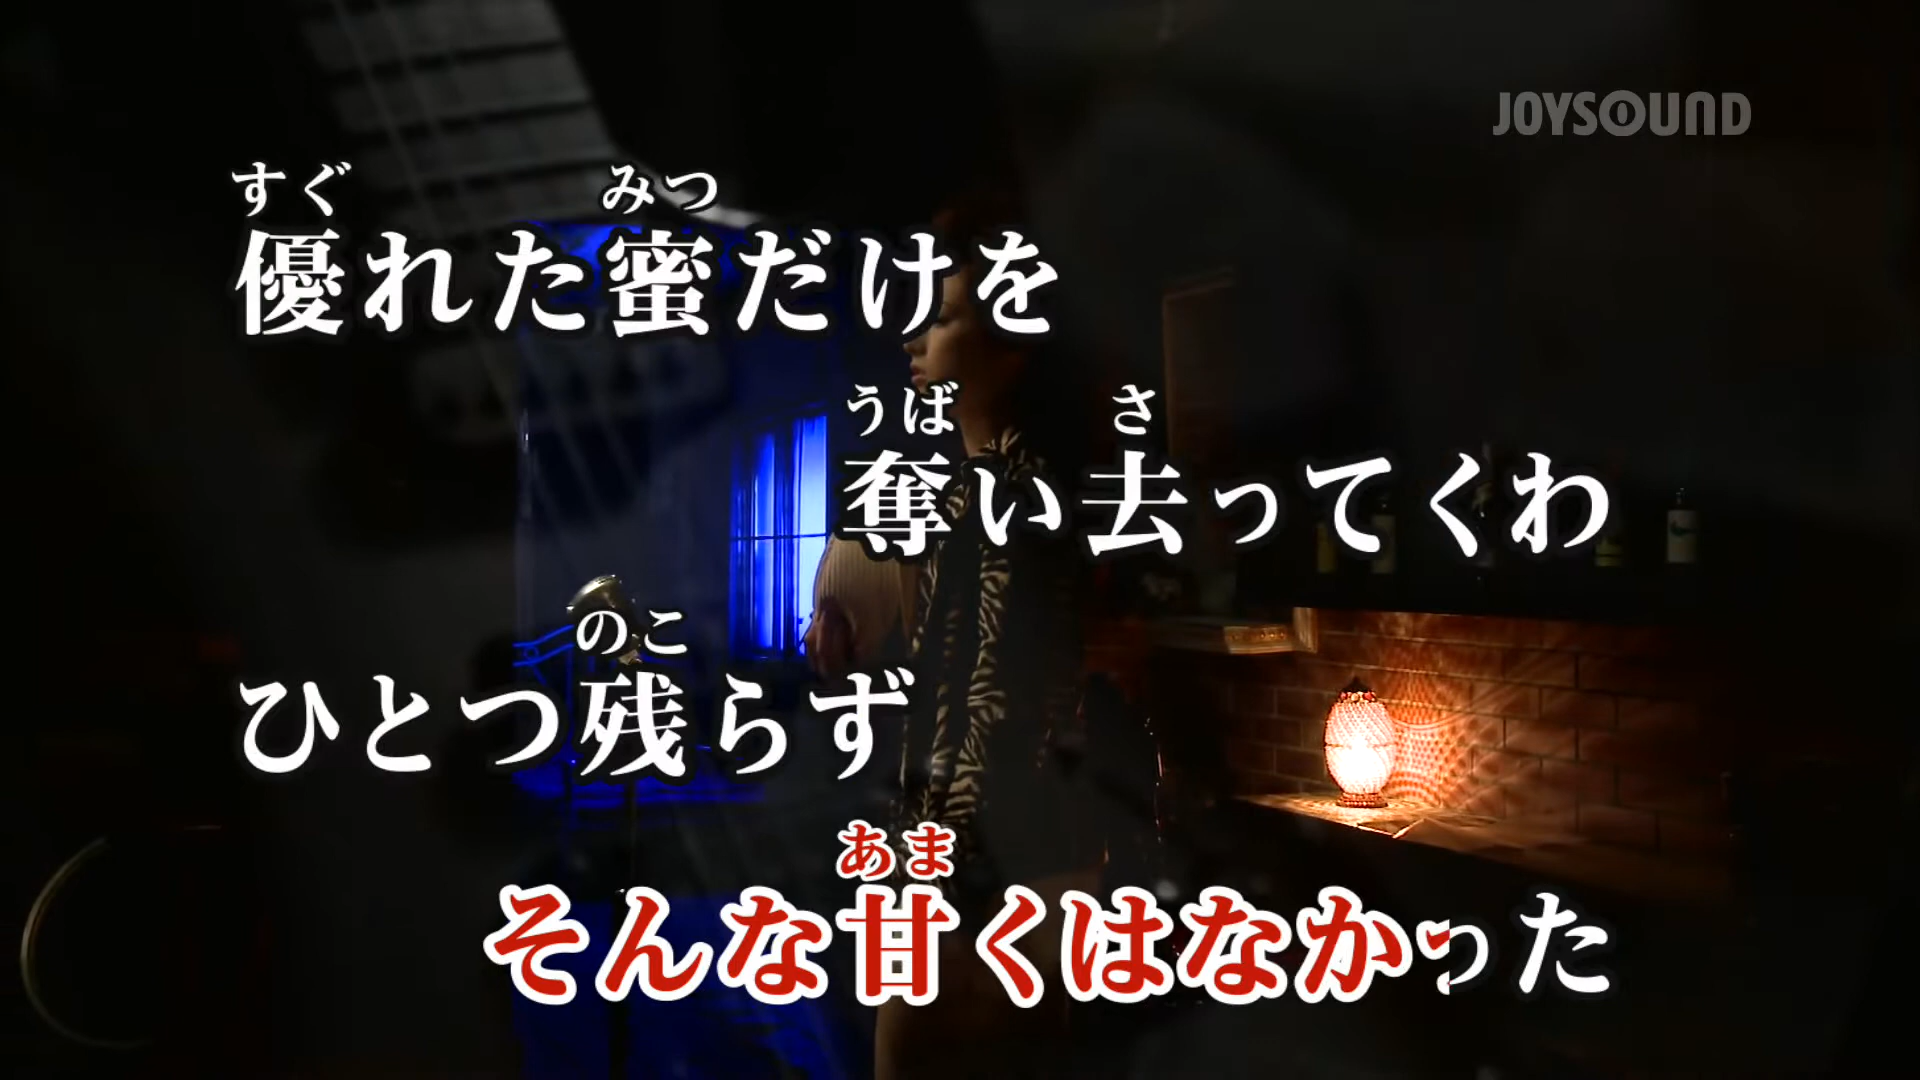 JOYSOUND
すぐ みつ
優れた蜜だけを
うば さ
奪い去ってくわ
のこ
ひとつ残らず
あま
そんな甘くはなかった